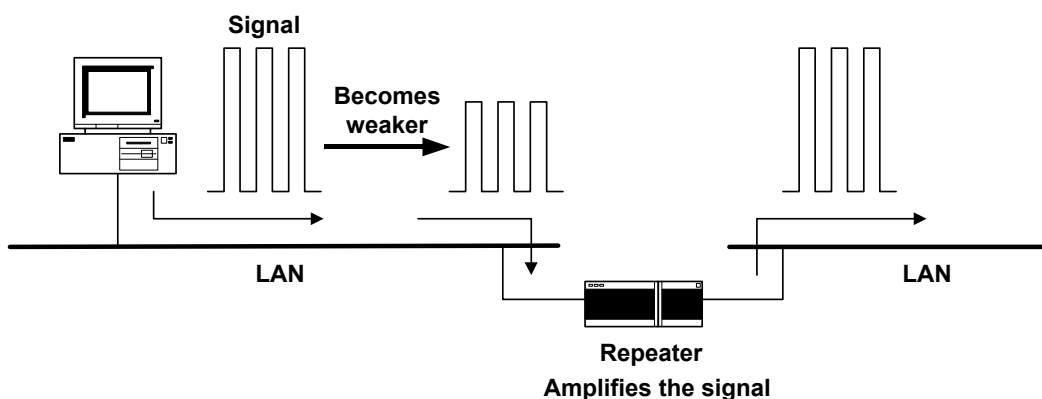 Signal
Becomes
weaker
LAN
LAN
Repeater
Amplifies the signal